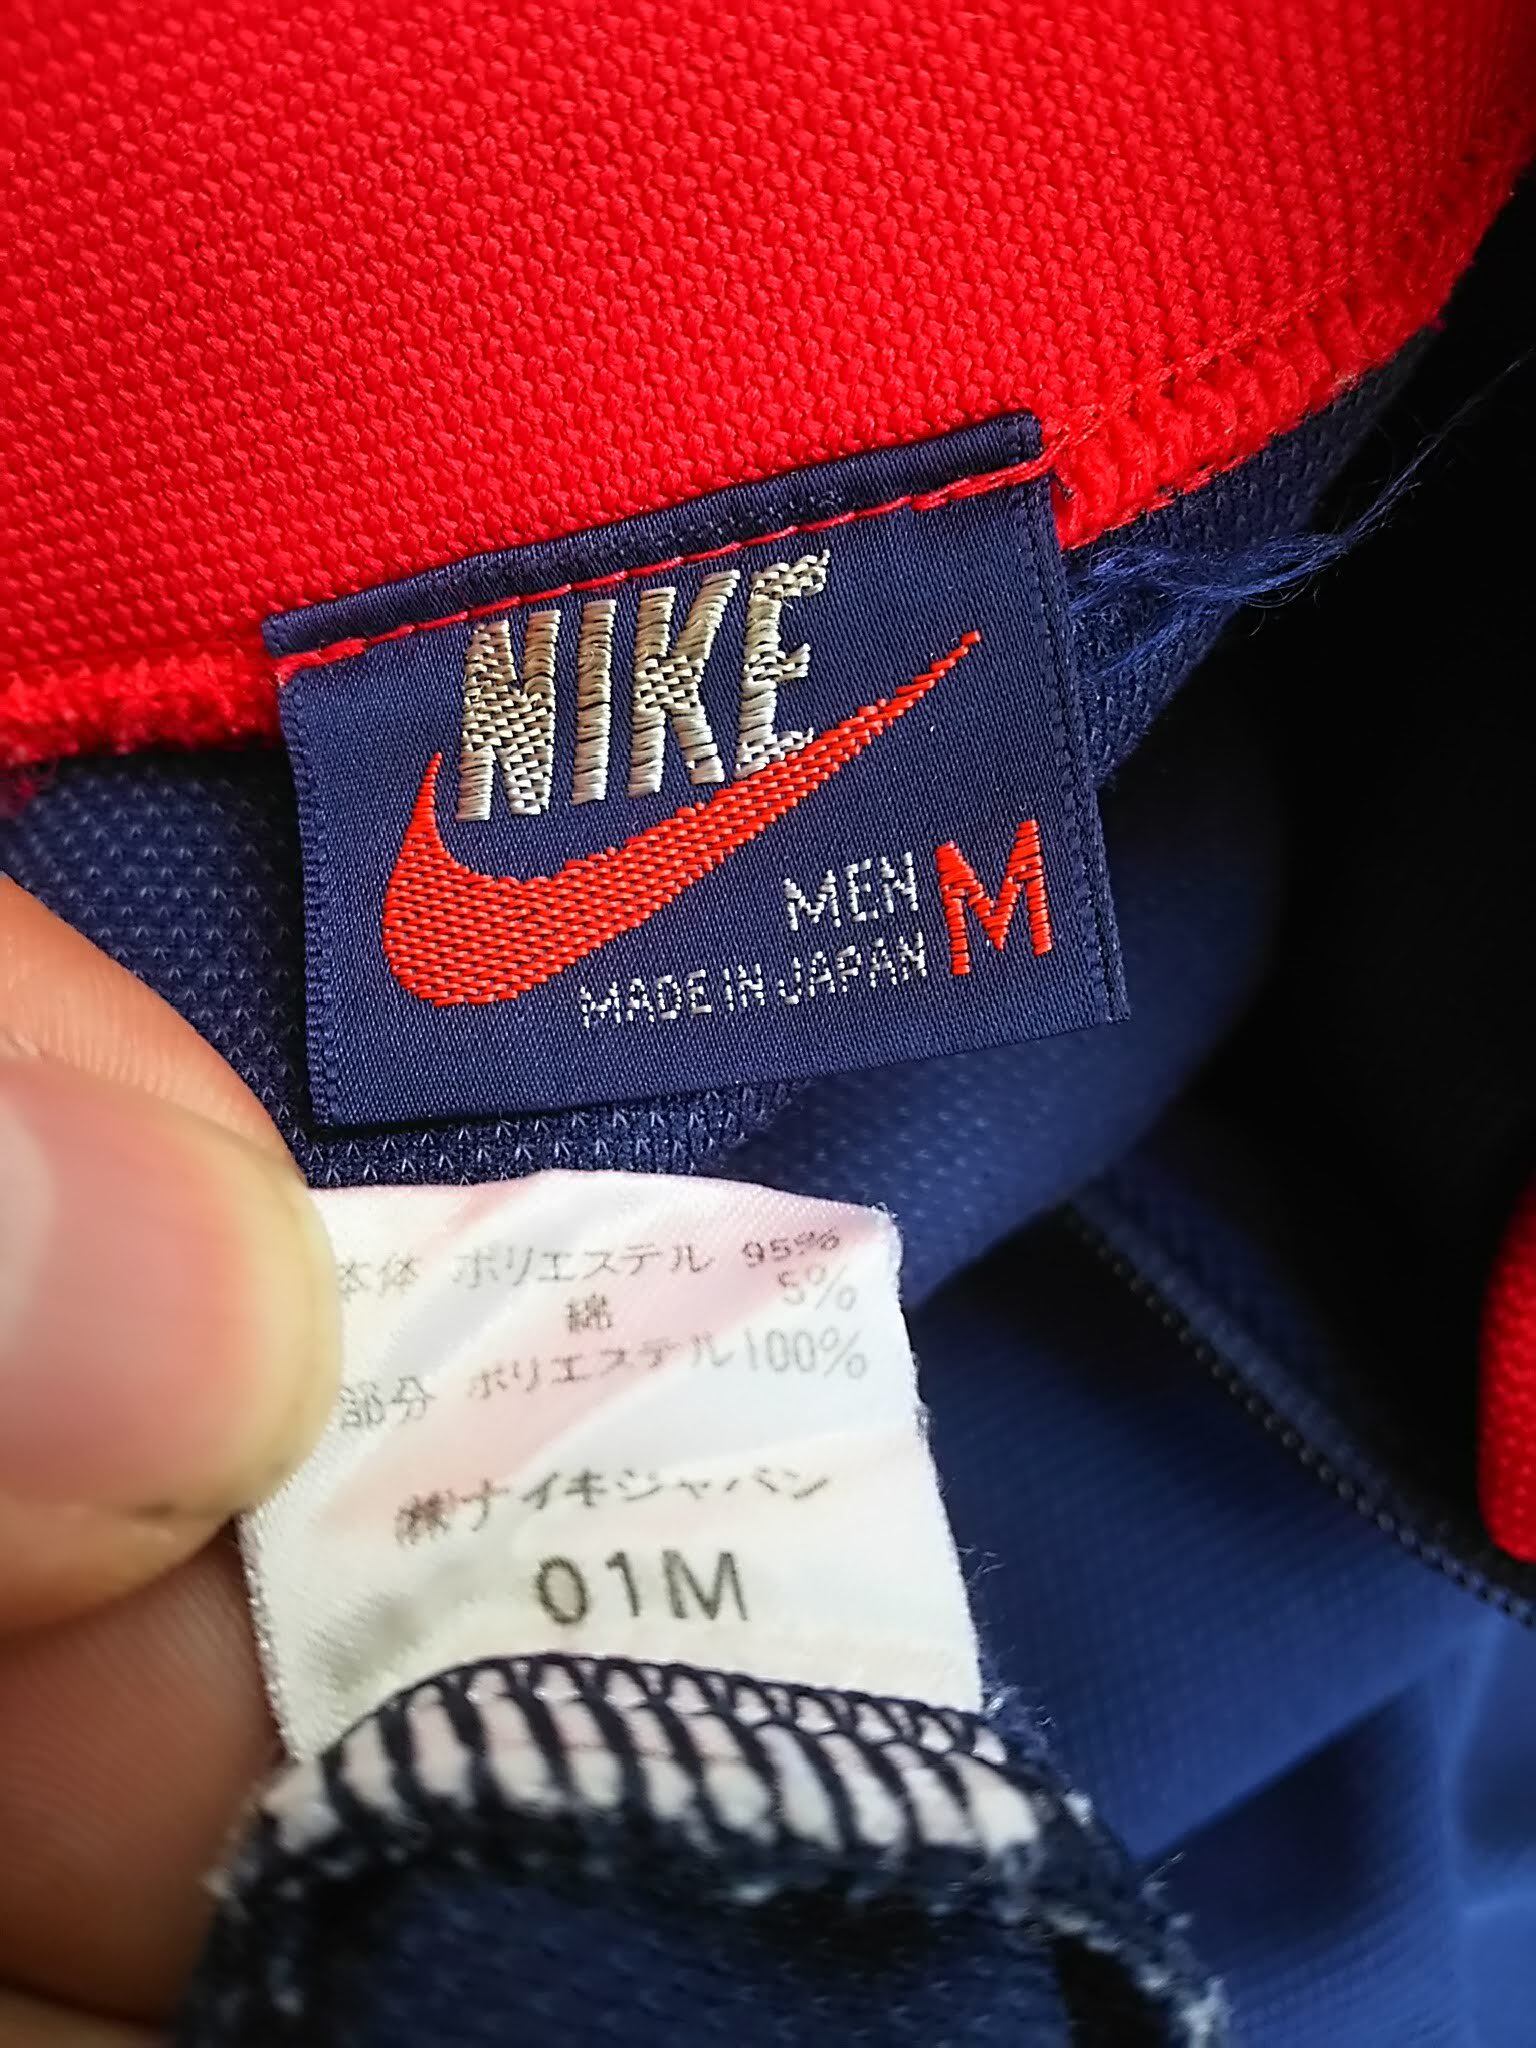 NIKE
MEN M
MADE IN JAPAN
本体 ポリエステル 95%
綿 5%
部分 ポリエステル 100%
㈱ナイキジャパン
01M